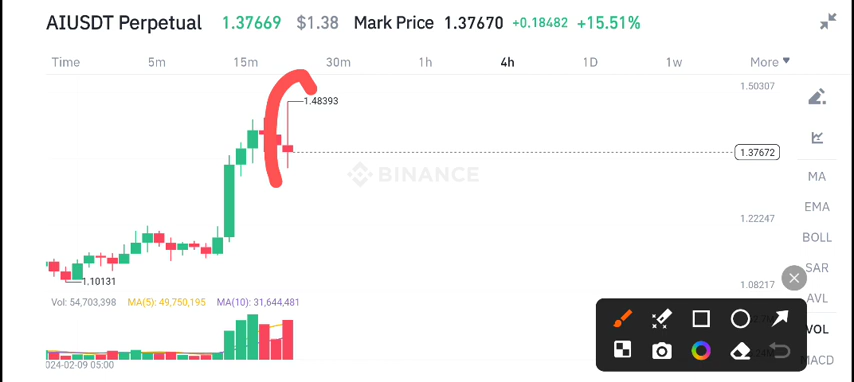 AIUSDT Perpetual 1.37669 $1.38 Mark Price 1.37670 +0.18482 +15.51%
Time 5m 15m 30m 1h 4h 1D 1w More
1.50307
1.48393
1.37672
BINANCE
MA
EMA
1.22247
BOLL
SAR
1.10131
1.08217
AVL
Vol: 54,703,398 MA(5): 49,750,195 MA(10): 31,644,481
VOL
MACD
024-02-09 05:00